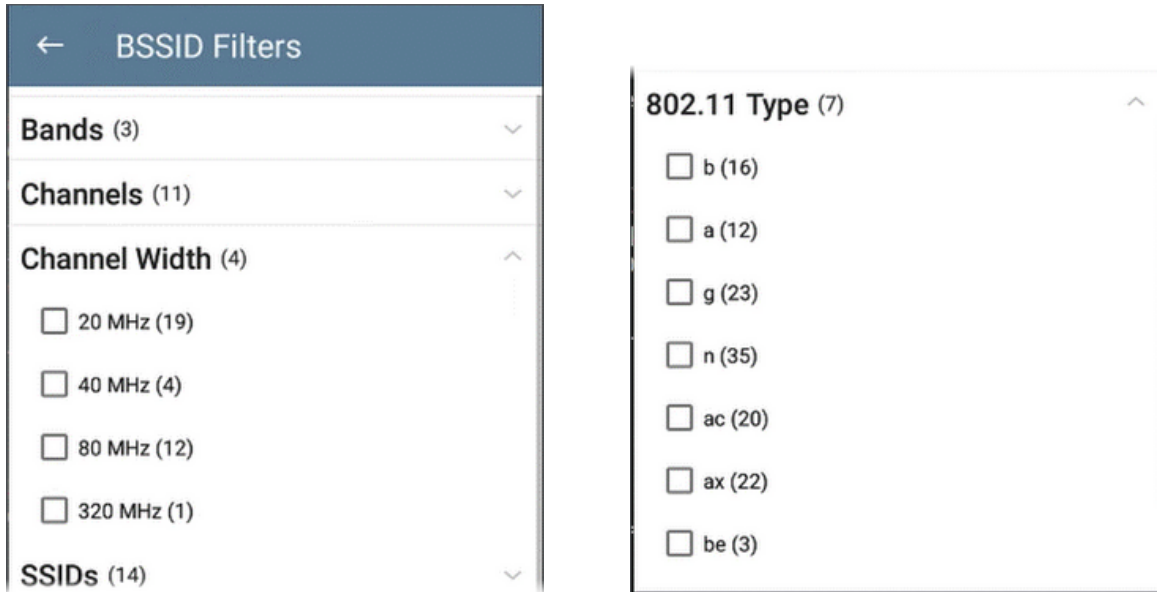 BSSID Filters
Bands (3)
Channels (11)
Channel Width (4)
20 MHz (19)
40 MHz (4)
80 MHz (12)
320 MHz (1)
SSIDs (14)
802.11 Type (7)
b (16)
a (12)
g (23)
n (35)
ac (20)
ax (22)
be (3)